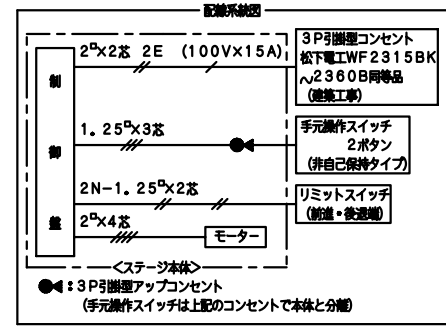 配線系統図
2□×2芯 2E (100V×15A)
3P引掛型コンセント
松下電工WF2315BK
～2360B同等品
(建築工事)
制御盤
1.25□×3芯
手元操作スイッチ
2ボタン
(非自己保持タイプ)
2N-1.25□×2芯
リミットスイッチ
(前進・後退端)
2□×4芯
モーター
<ステージ本体>
:3P引掛型アップコンセント
(手元操作スイッチは上記のコンセントで本体と分離)